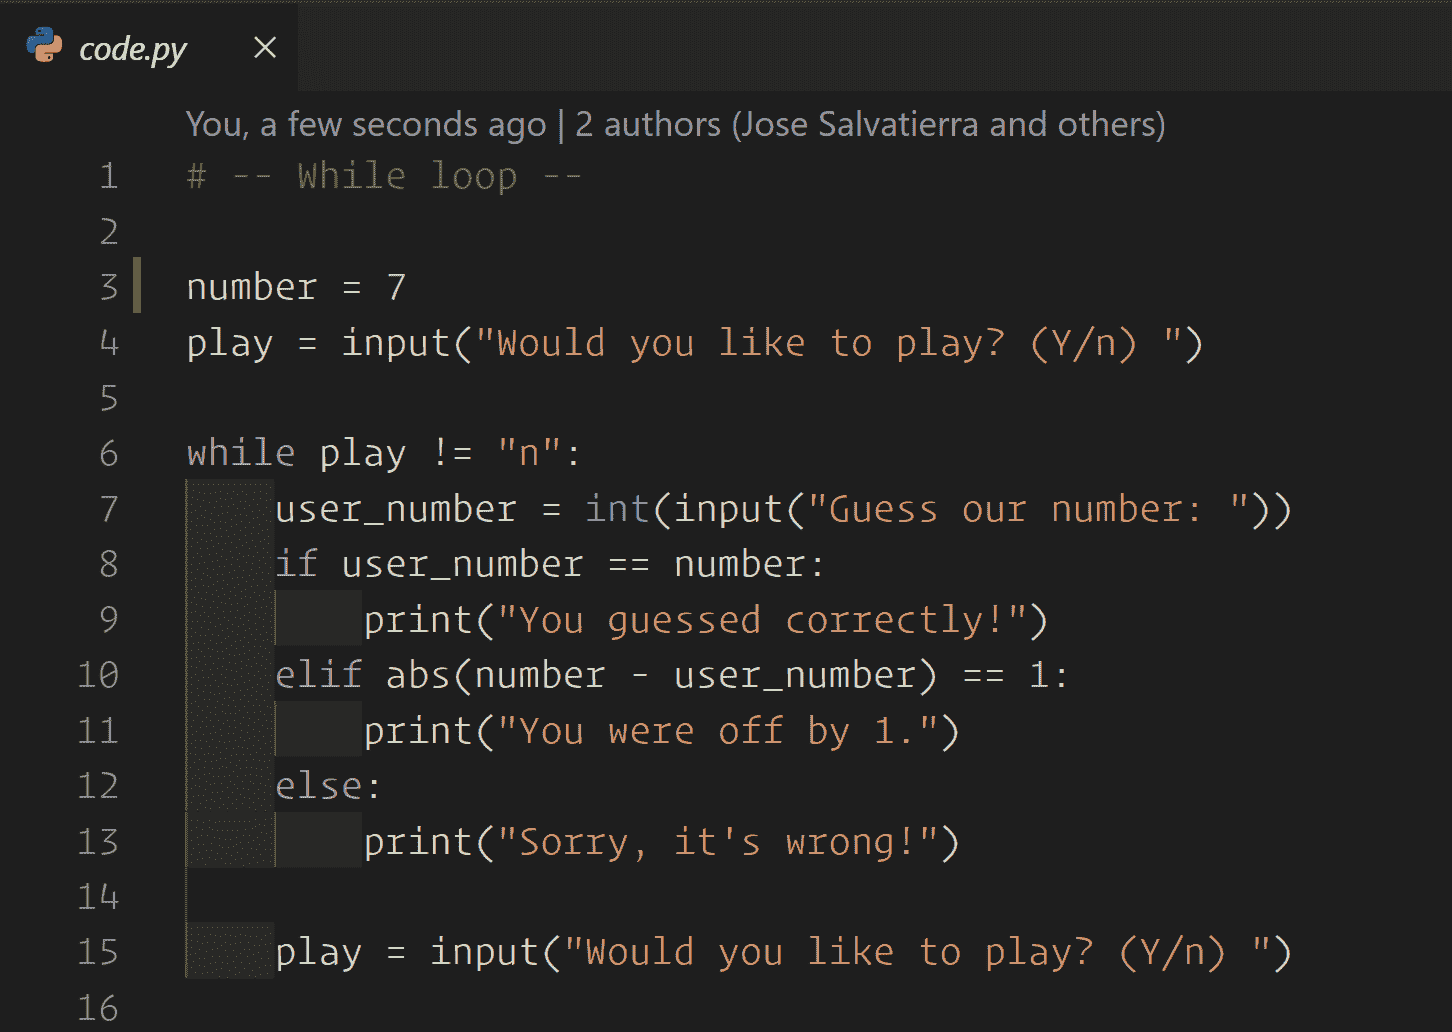 code.py
You, a few seconds ago | 2 authors (Jose Salvatierra and others)
1 # -- While loop --
2
3 number = 7
4 play = input("Would you like to play? (Y/n) ")
5
6 while play != "n":
7     user_number = int(input("Guess our number: "))
8     if user_number == number:
9         print("You guessed correctly!")
10     elif abs(number - user_number) == 1:
11         print("You were off by 1.")
12     else:
13         print("Sorry, it's wrong!")
14
15     play = input("Would you like to play? (Y/n) ")
16